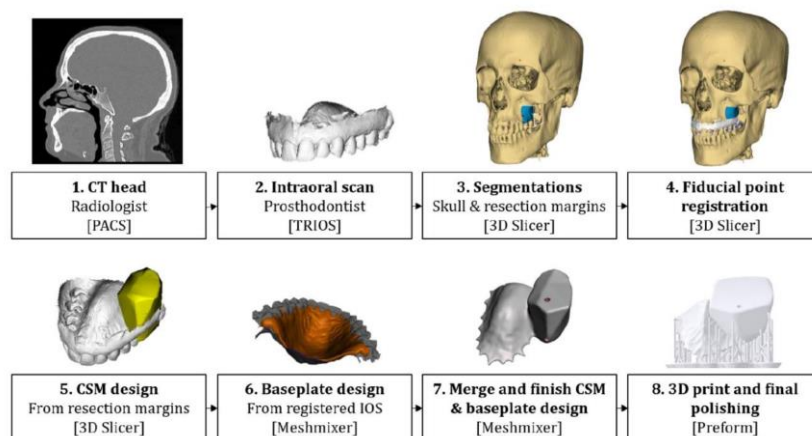 1. CT head
Radiologist
[PACS]
2. Intraoral scan
Prosthodontist
[TRIOS]
3. Segmentations
Skull & resection margins
[3D Slicer]
4. Fiducial point
registration
[3D Slicer]
5. CSM design
From resection margins
[3D Slicer]
6. Baseplate design
From registered IOS
[Meshmixer]
7. Merge and finish CSM
& baseplate design
[Meshmixer]
8. 3D print and final
polishing
[Preform]